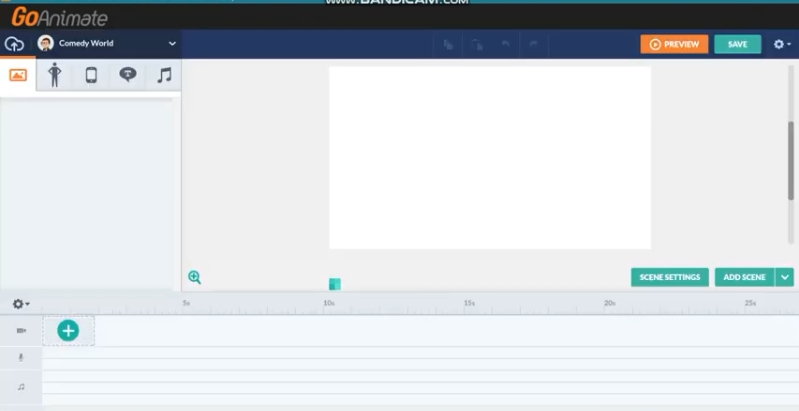 www.BANDICAM.COM
GoAnimate
Comedy World
PREVIEW
SAVE
T
SCENE SETTINGS
ADD SCENE
5s
10s
15s
20s
25s